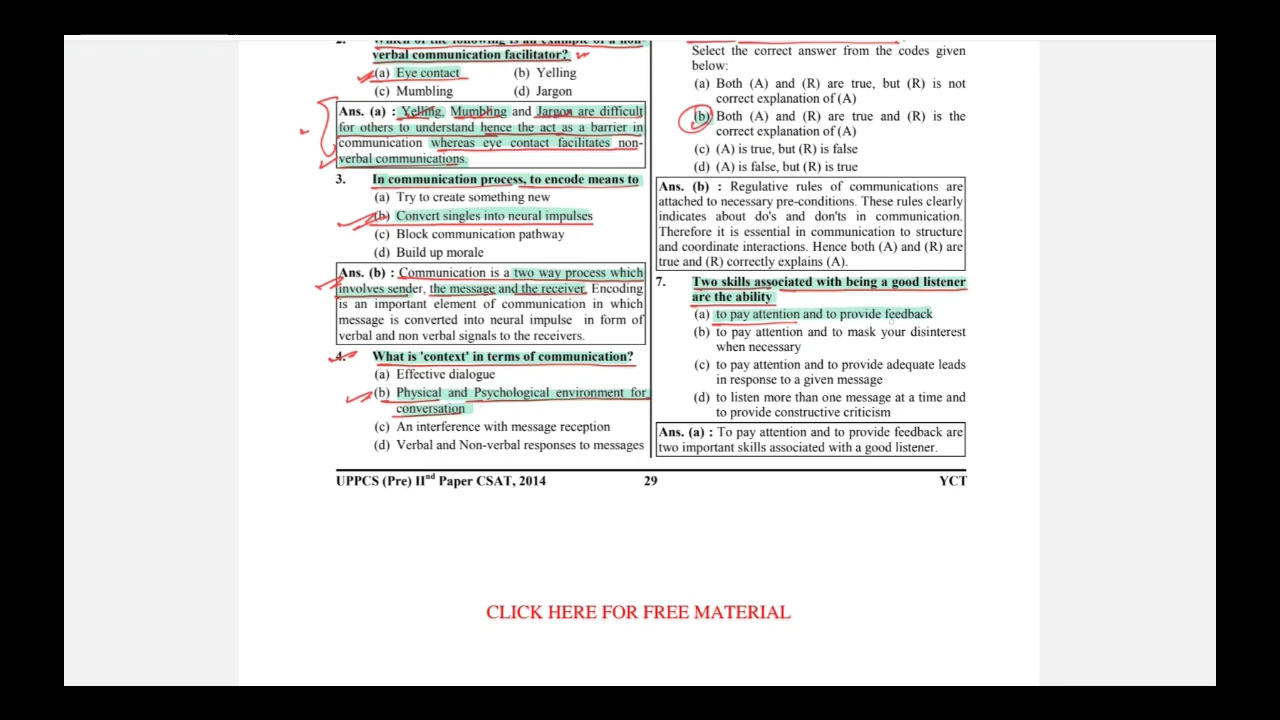 2. Which of the following is an example of a non-
verbal communication facilitator?
(a) Eye contact (b) Yelling
(c) Mumbling (d) Jargon
Ans. (a) : Yelling, Mumbling and Jargon are difficult
for others to understand hence the act as a barrier in
communication whereas eye contact facilitates non-
verbal communications.
3. In communication process, to encode means to
(a) Try to create something new
(b) Convert singles into neural impulses
(c) Block communication pathway
(d) Build up morale
Ans. (b) : Communication is a two way process which
involves sender, the message and the receiver. Encoding
is an important element of communication in which
message is converted into neural impulse in form of
verbal and non verbal signals to the receivers.
4. What is 'context' in terms of communication?
(a) Effective dialogue
(b) Physical and Psychological environment for
conversation
(c) An interference with message reception
(d) Verbal and Non-verbal responses to messages
Select the correct answer from the codes given
below:
(a) Both (A) and (R) are true, but (R) is not
correct explanation of (A)
(b) Both (A) and (R) are true and (R) is the
correct explanation of (A)
(c) (A) is true, but (R) is false
(d) (A) is false, but (R) is true
Ans. (b) : Regulative rules of communications are
attached to necessary pre-conditions. These rules clearly
indicates about do's and don'ts in communication.
Therefore it is essential in communication to structure
and coordinate interactions. Hence both (A) and (R) are
true and (R) correctly explains (A).
7. Two skills associated with being a good listener
are the ability
(a) to pay attention and to provide feedback
(b) to pay attention and to mask your disinterest
when necessary
(c) to pay attention and to provide adequate leads
in response to a given message
(d) to listen more than one message at a time and
to provide constructive criticism
Ans. (a) : To pay attention and to provide feedback are
two important skills associated with a good listener.
UPPCS (Pre) IInd Paper CSAT, 2014 29 YCT
CLICK HERE FOR FREE MATERIAL